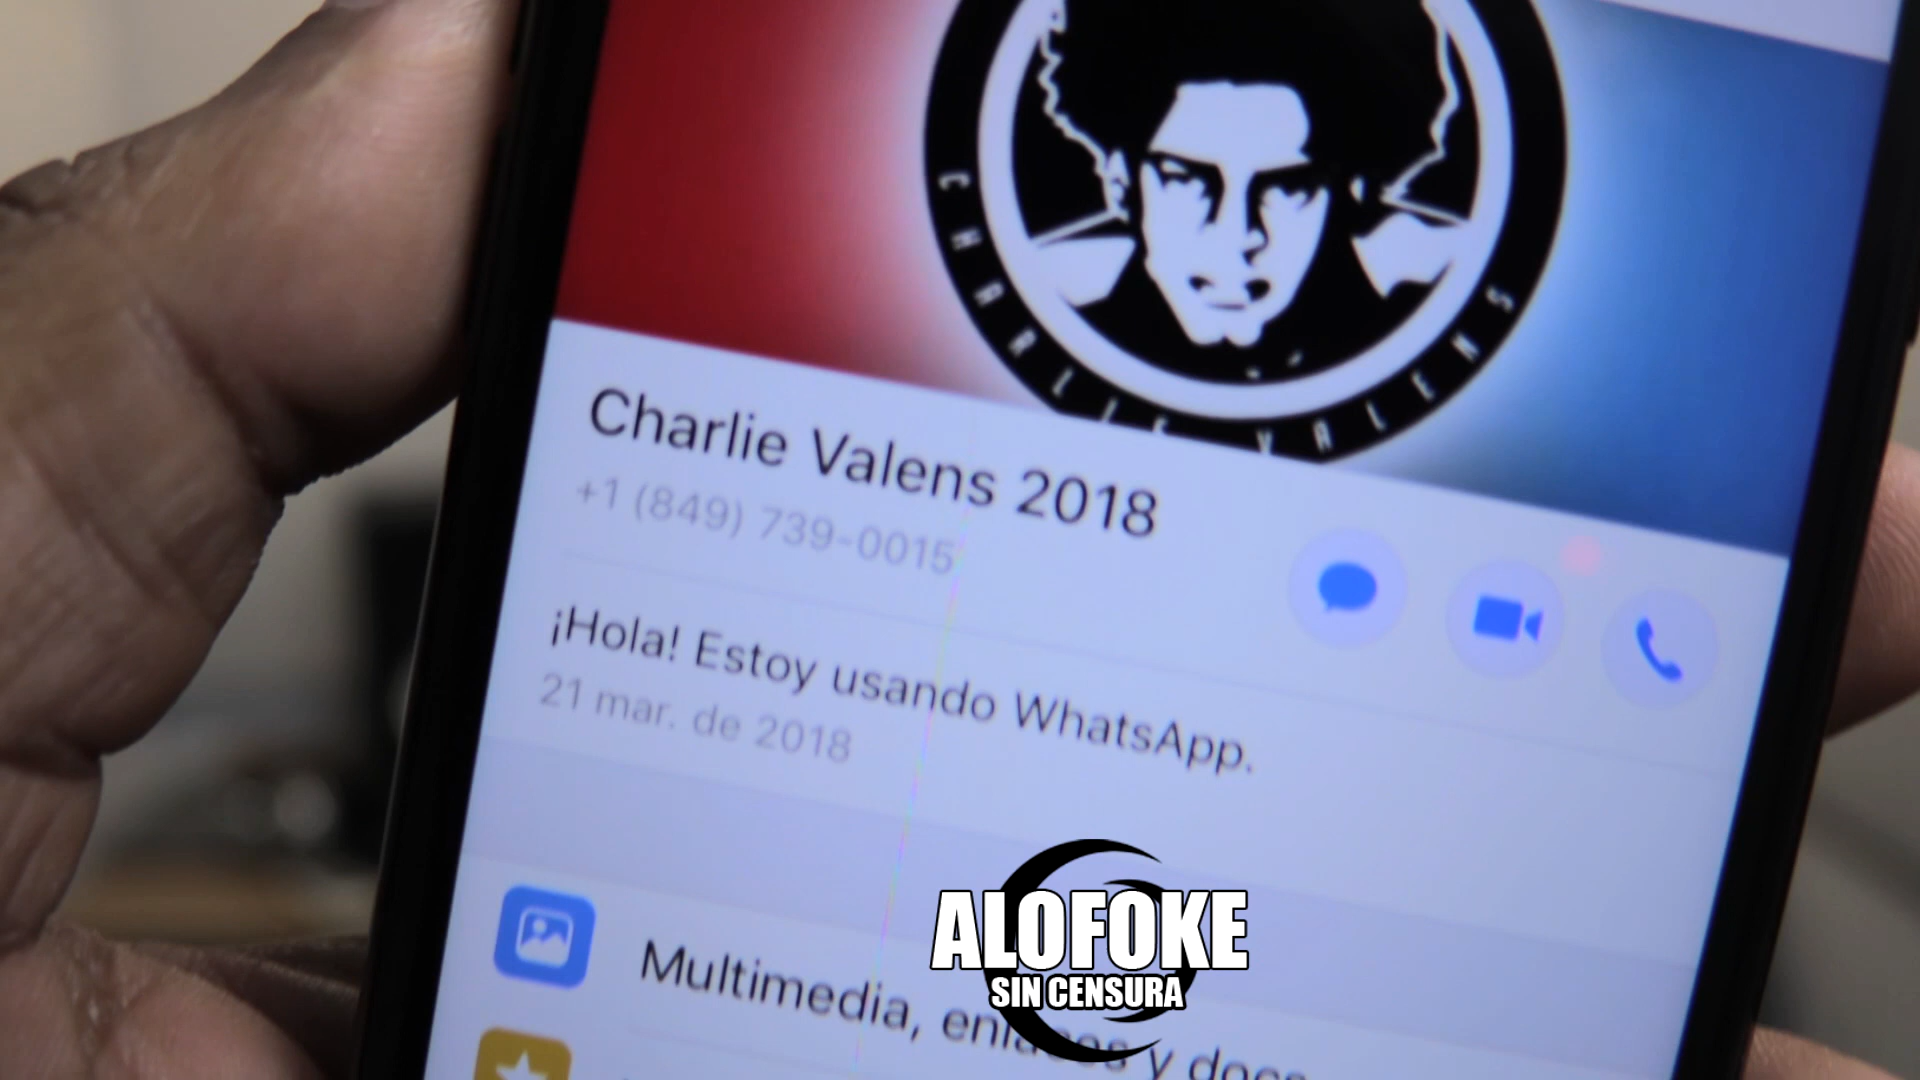 CHARLIE VALENS
Charlie Valens 2018
+1 (849) 739-0015
¡Hola! Estoy usando WhatsApp.
21 mar. de 2018
ALOFOKE
SIN CENSURA
Multimedia, enlaces y docs